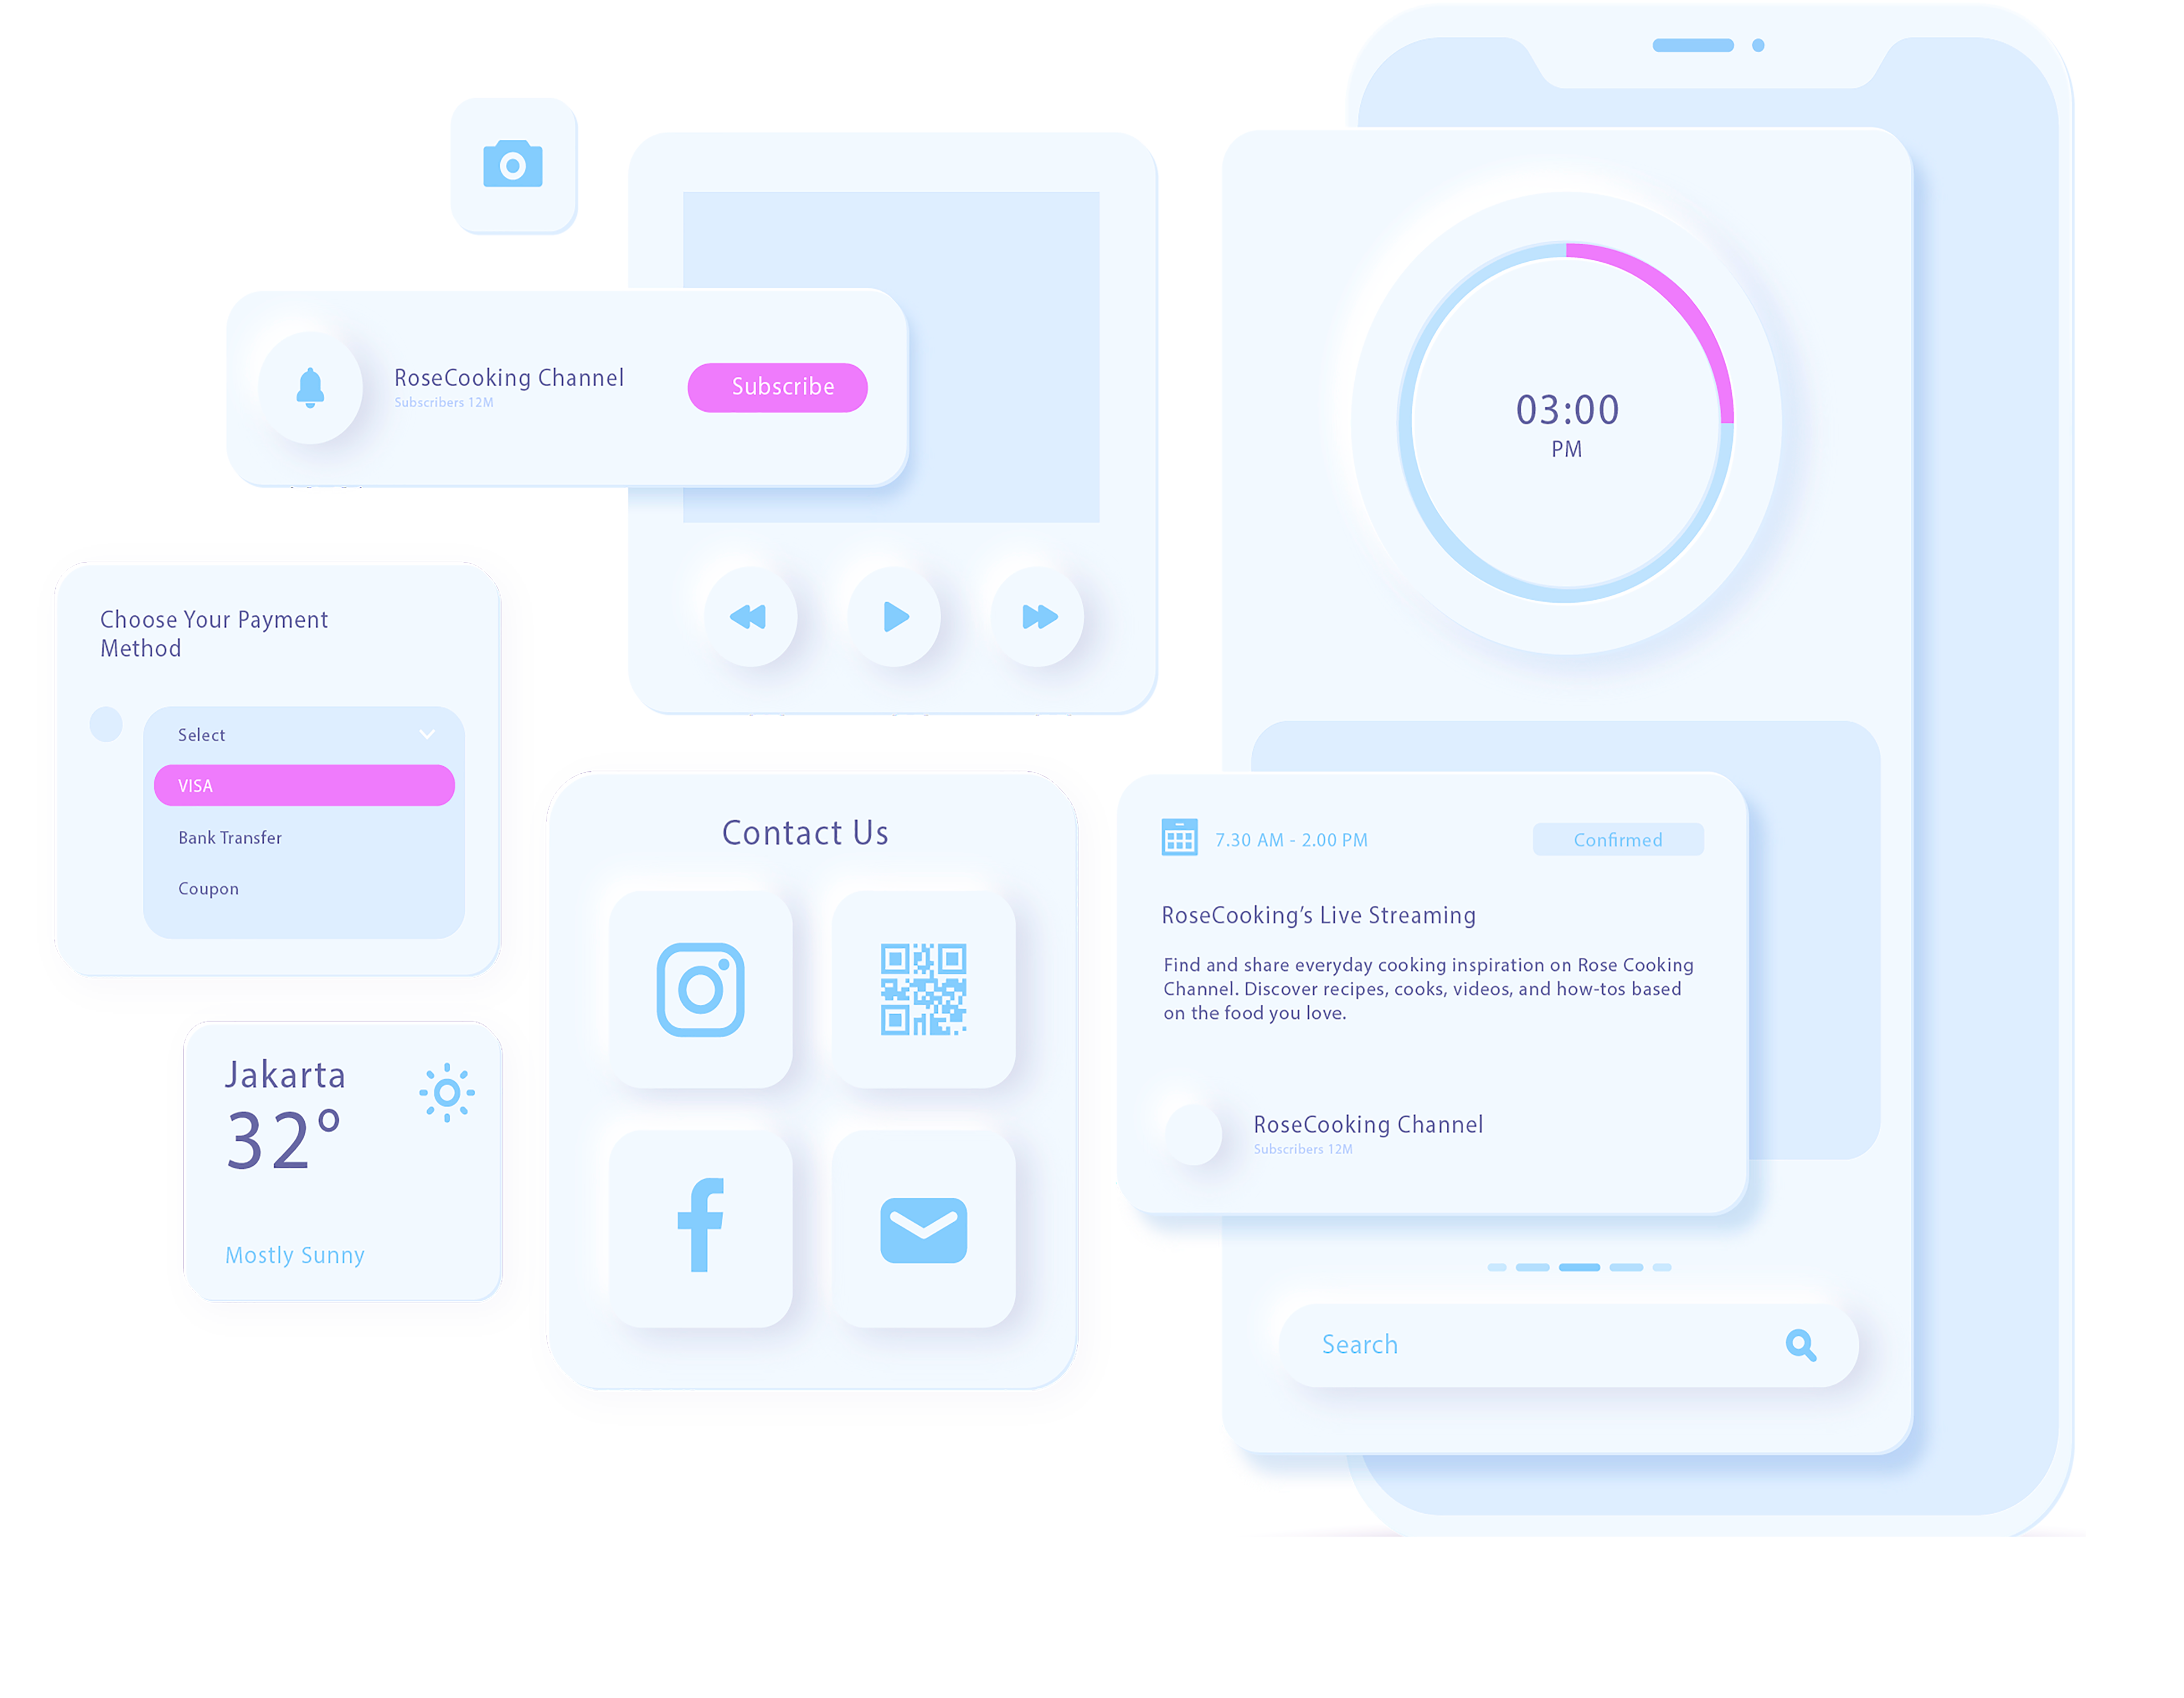 RoseCooking Channel
Subscribers 12M
Subscribe
Choose Your Payment
Method
Select
VISA
Bank Transfer
Coupon
Jakarta
32°
Mostly Sunny
Contact Us
03:00
PM
7.30 AM - 2.00 PM
Confirmed
RoseCooking’s Live Streaming
Find and share everyday cooking inspiration on Rose Cooking
Channel. Discover recipes, cooks, videos, and how-tos based
on the food you love.
RoseCooking Channel
Subscribers 12M
Search